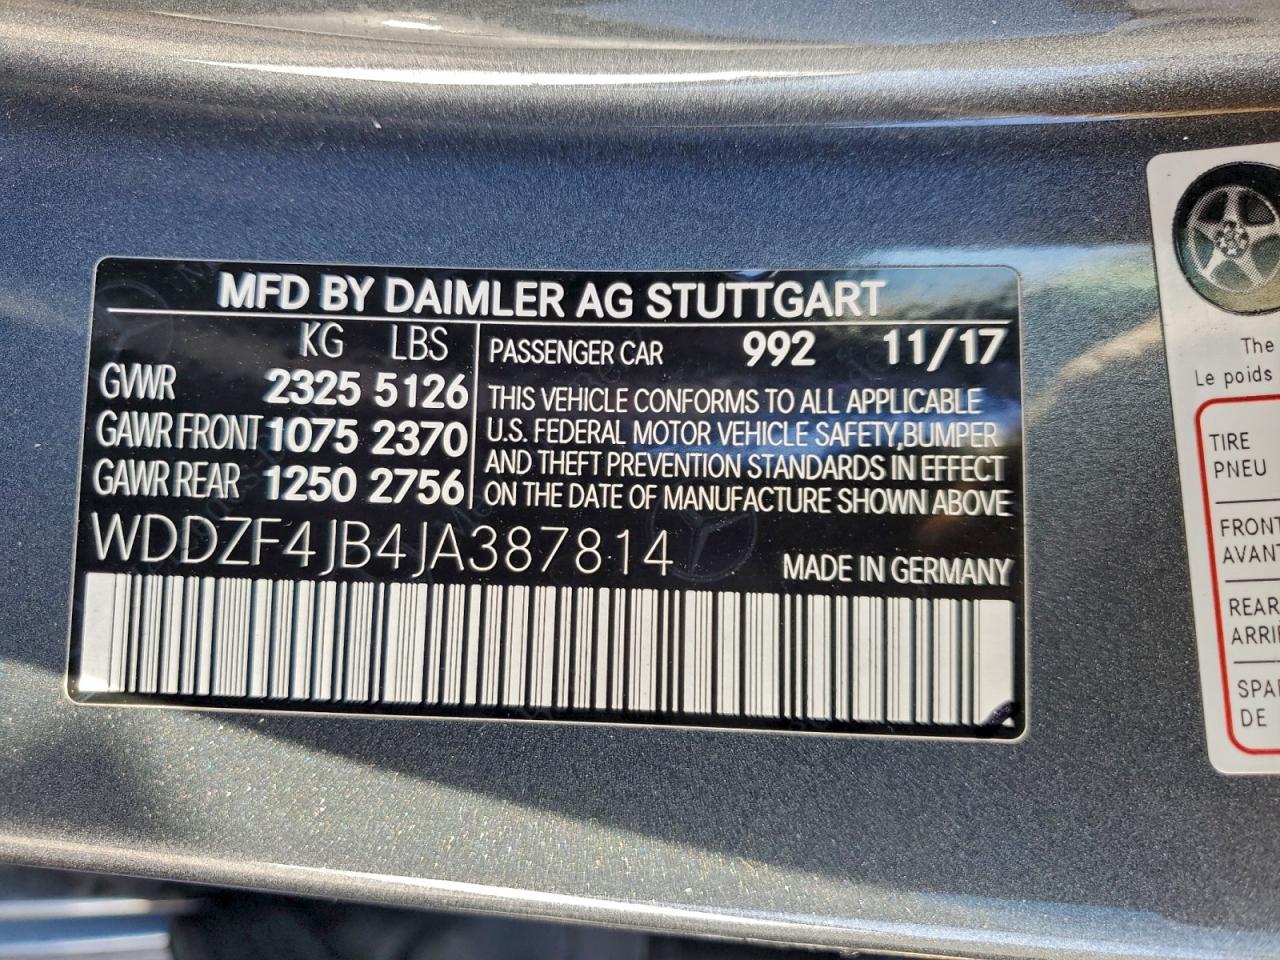 MFD BY DAIMLER AG STUTTGART
KG LBS
GVWR 2325 5126
GAWR FRONT 1075 2370
GAWR REAR 1250 2756
PASSENGER CAR 992 11/17
THIS VEHICLE CONFORMS TO ALL APPLICABLE
U.S. FEDERAL MOTOR VEHICLE SAFETY,BUMPER
AND THEFT PREVENTION STANDARDS IN EFFECT
ON THE DATE OF MANUFACTURE SHOWN ABOVE
WDDZF4JB4JA387814
MADE IN GERMANY
The
Le poids
TIRE
PNEU
FRONT
AVANT
REAR
ARRI
SPA
DE